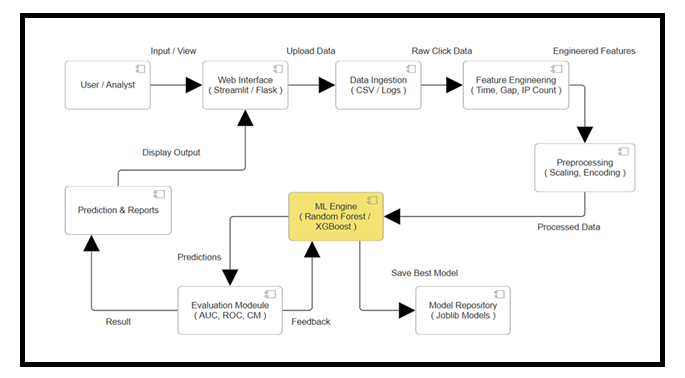 Input / View
Upload Data
Raw Click Data
Engineered Features
User / Analyst
Web Interface
( Streamlit / Flask )
Data Ingestion
( CSV / Logs )
Feature Engineering
( Time, Gap, IP Count )
Display Output
Preprocessing
( Scaling, Encoding )
Prediction & Reports
ML Engine
( Random Forest /
XGBoost )
Processed Data
Predictions
Save Best Model
Evaluation Modeule
( AUC, ROC, CM )
Model Repository
( Joblib Models )
Result
Feedback